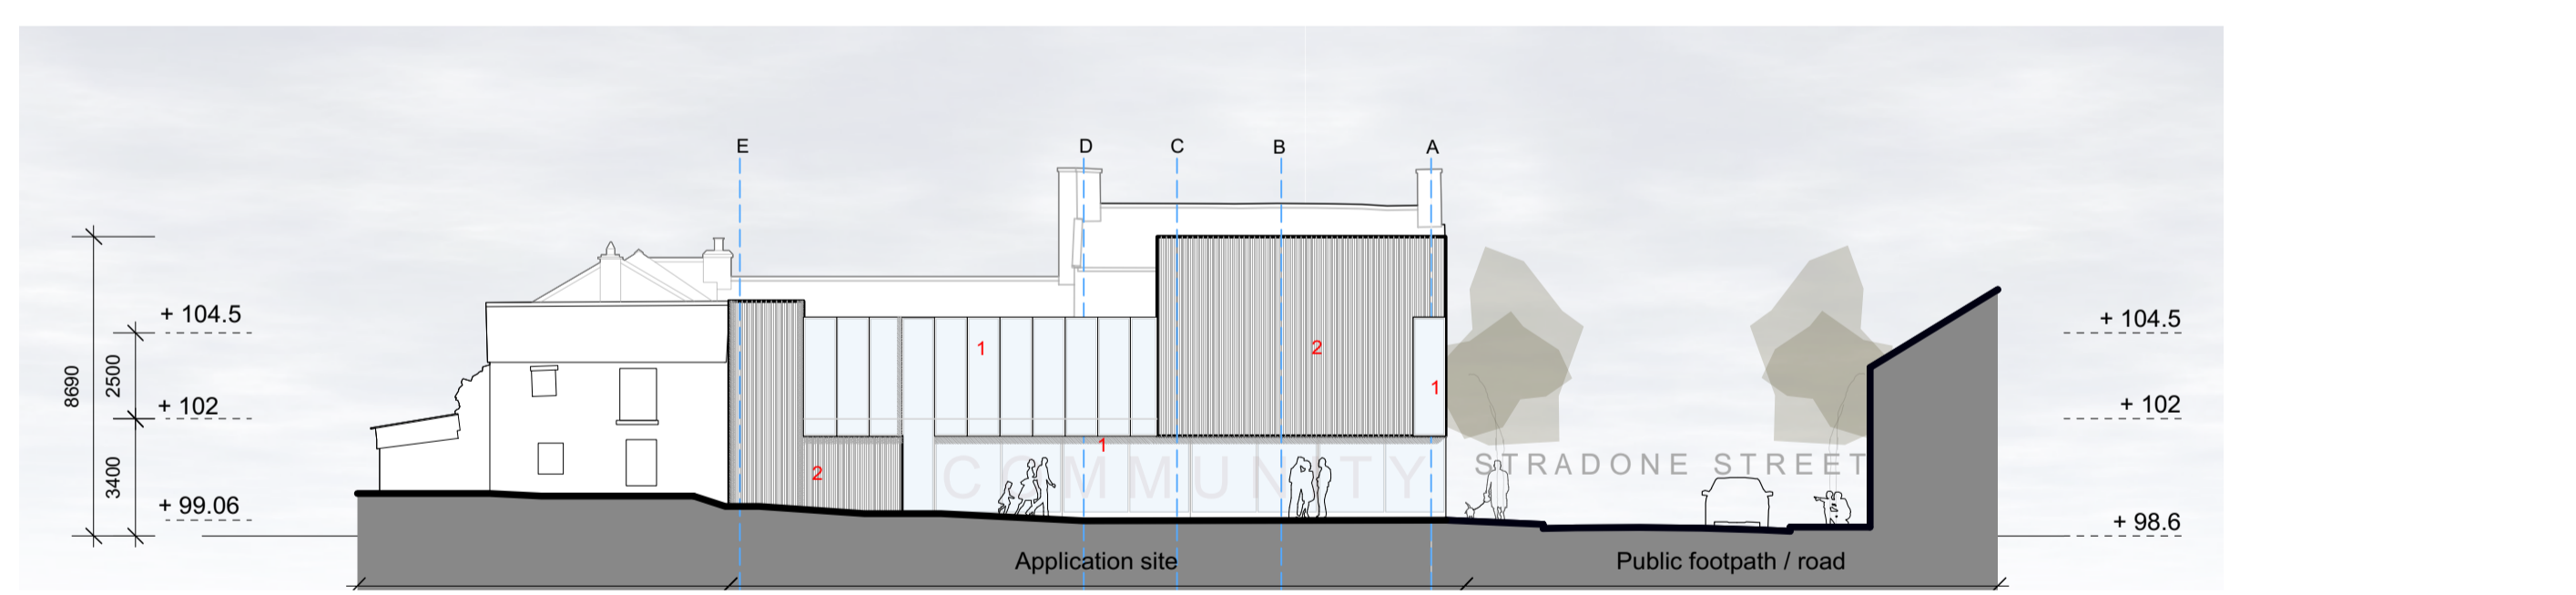 E D C B A
+ 104.5
+ 104.5
8690
2500
1
2
1
+ 102
+ 102
1
2
3400
COMMUNITY
STRADONE STREET
+ 99.06
+ 98.6
Application site
Public footpath / road